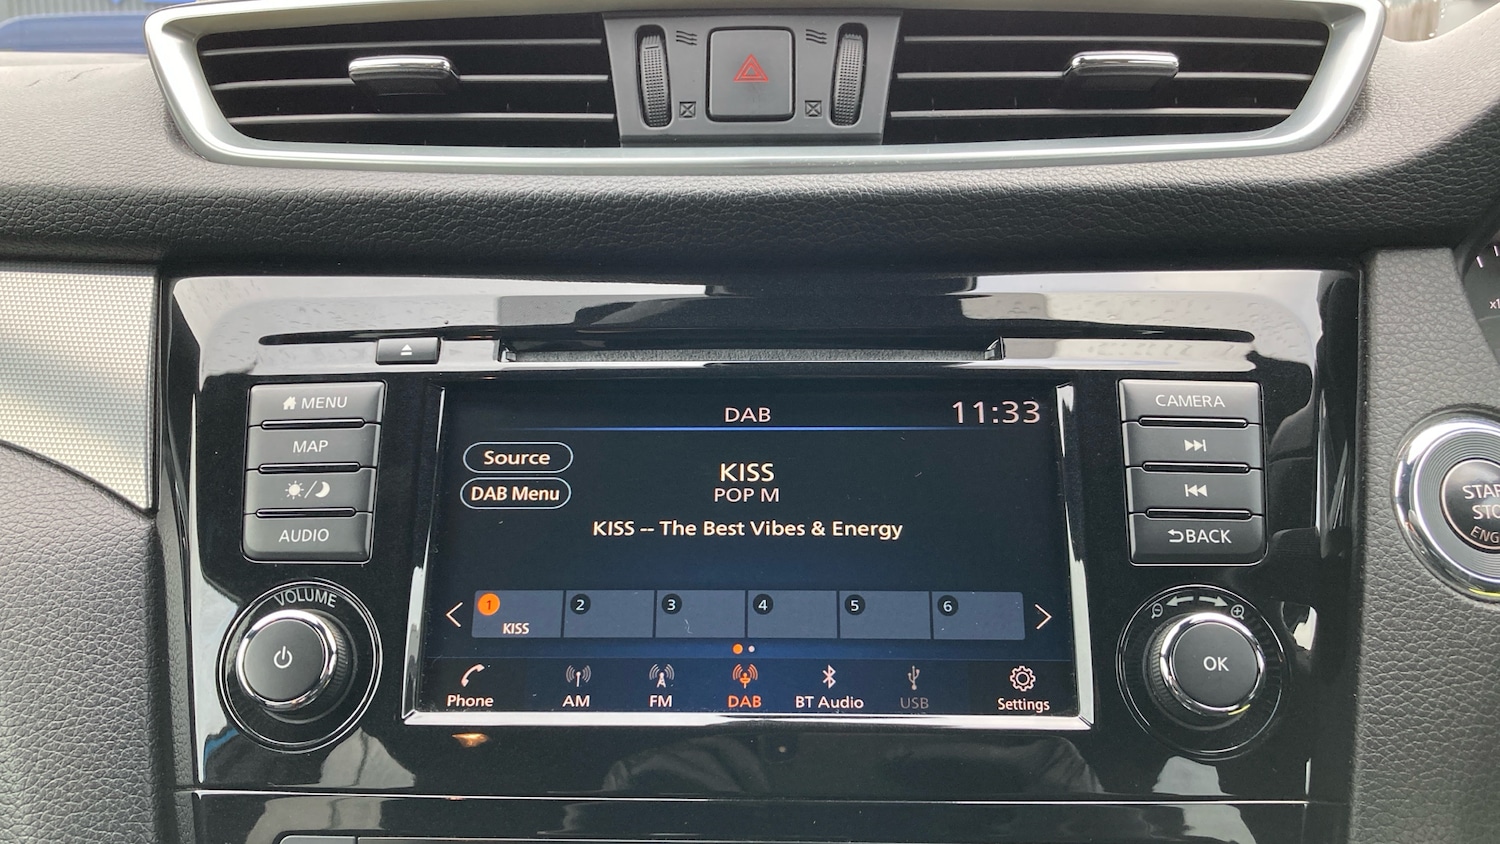 MENU
MAP
AUDIO
VOLUME
DAB
11:33
Source
DAB Menu
KISS
POP M
KISS -- The Best Vibes & Energy
1
KISS
2
3
4
5
6
Phone
AM
FM
DAB
BT Audio
USB
Settings
CAMERA
BACK
OK